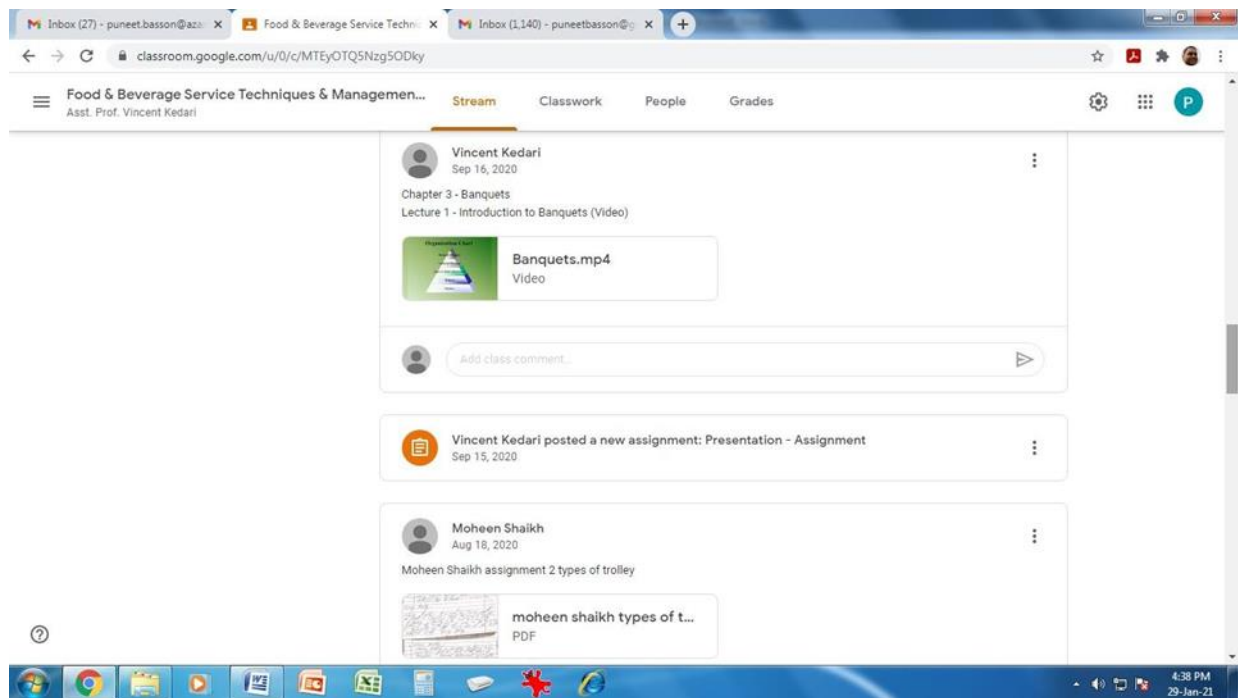 Inbox (27) - puneet.basson@aza
Food & Beverage Service Techni
Inbox (1,140) - puneetbasson@g
classroom.google.com/u/0/c/MTEyOTQ5Nzg5ODky
Food & Beverage Service Techniques & Managemen...
Asst. Prof. Vincent Kedari
Stream
Classwork
People
Grades
P
Vincent Kedari
Sep 16, 2020
Chapter 3 - Banquets
Lecture 1 - Introduction to Banquets (Video)
Organization Chart
Banquets.mp4
Video
Add class comment...
Vincent Kedari posted a new assignment: Presentation - Assignment
Sep 15, 2020
Moheen Shaikh
Aug 18, 2020
Moheen Shaikh assignment 2 types of trolley
moheen shaikh types of t...
PDF
4:38 PM
29-Jan-21